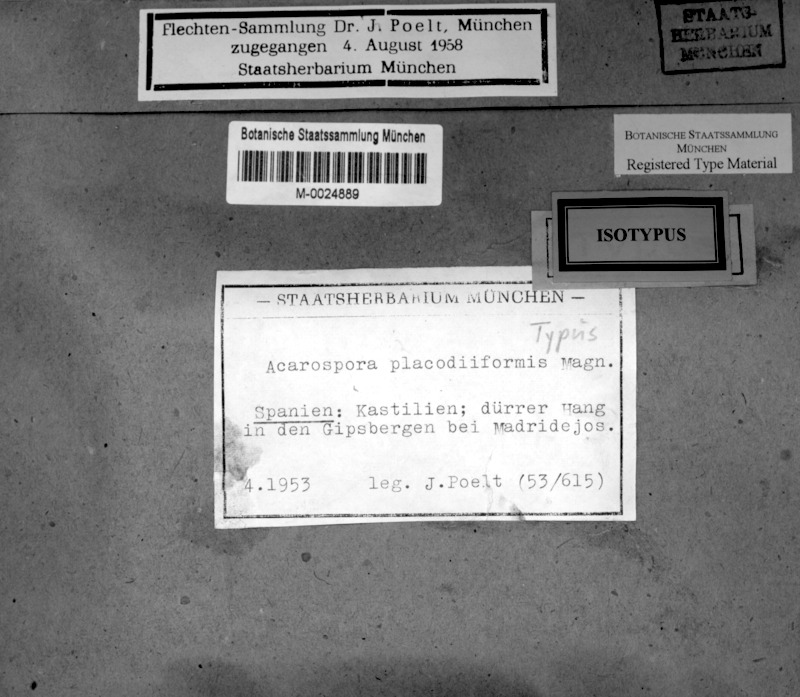 Flechten-Sammlung Dr. J. Poelt, München
zugegangen 4. August 1958
Staatsherbarium München
STAATS-
HERBARIUM
MÜNCHEN
Botanische Staatssammlung München
M-0024889
BOTANISCHE STAATSSAMMLUNG
MÜNCHEN
Registered Type Material
ISOTYPUS
— STAATSHERBARIUM MÜNCHEN —
Typus
Acarospora placodiiformis Magn.
Spanien: Kastilien; dürrer Hang
in den Gipsbergen bei Madridejos.
4.1953 leg. J.Poelt (53/615)